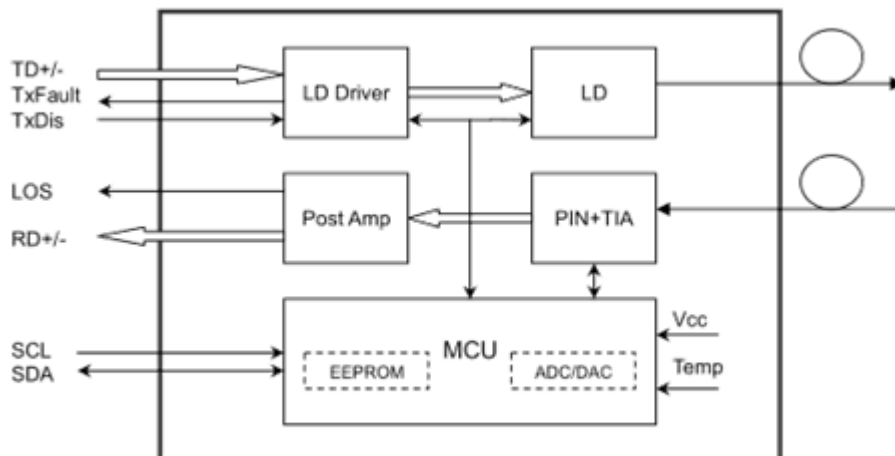 TD+/-
TxFault
TxDis
LD Driver
LD
LOS
RD+/-
Post Amp
PIN+TIA
SCL
SDA
MCU
EEPROM
ADC/DAC
Vcc
Temp